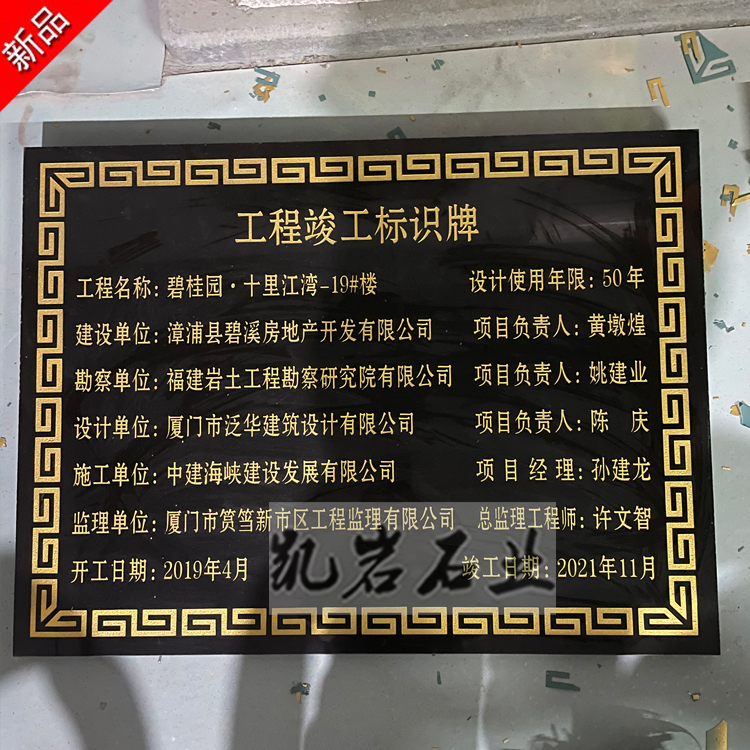 新品
工程竣工标识牌
工程名称: 碧桂园·十里江湾-19#楼 设计使用年限: 50年
建设单位: 漳浦县碧溪房地产开发有限公司 项目负责人: 黄墩煌
勘察单位: 福建岩土工程勘察研究院有限公司 项目负责人: 姚建业
设计单位: 厦门市泛华建筑设计有限公司 项目负责人: 陈 庆
施工单位: 中建海峡建设发展有限公司 项目经理: 孙建龙
监理单位: 厦门市筼筜新市区工程监理有限公司 总监理工程师: 许文智
开工日期: 2019年4月 竣工日期: 2021年11月
凯岩石业